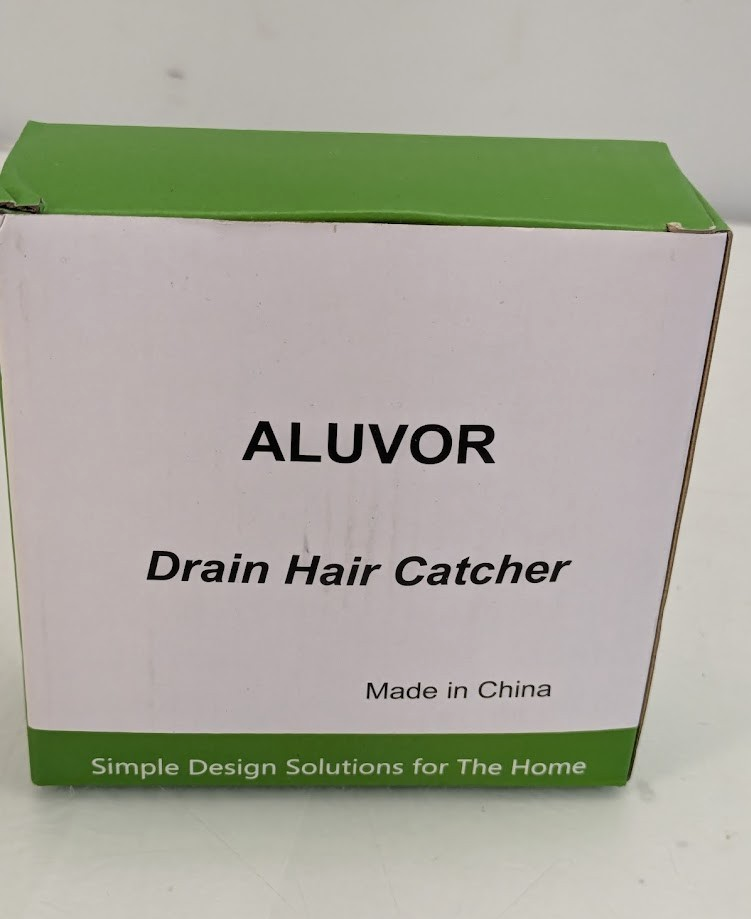 ALUVOR
Drain Hair Catcher
Made in China
Simple Design Solutions for The Home